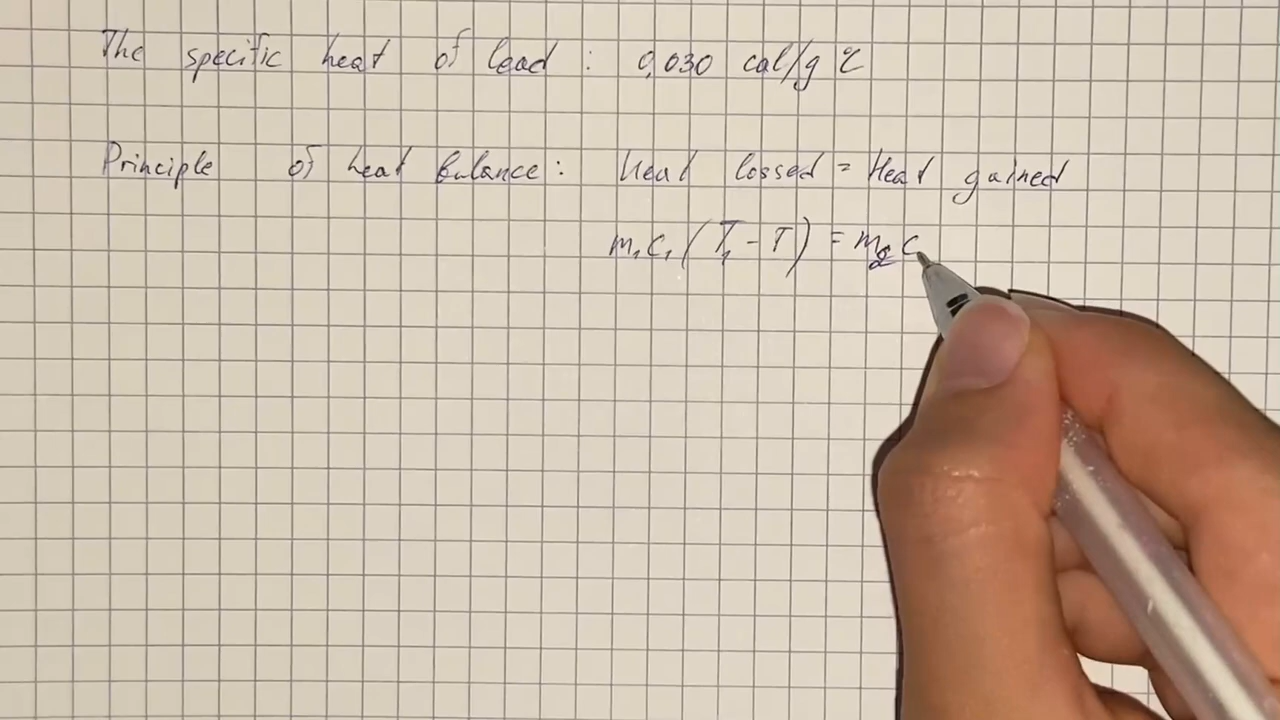 The specific heat of lead : 0,030 cal/g °C
Principle of heat balance : Heat lossed = Heat gained
m₁c₁(T₁ - T) = m₂c